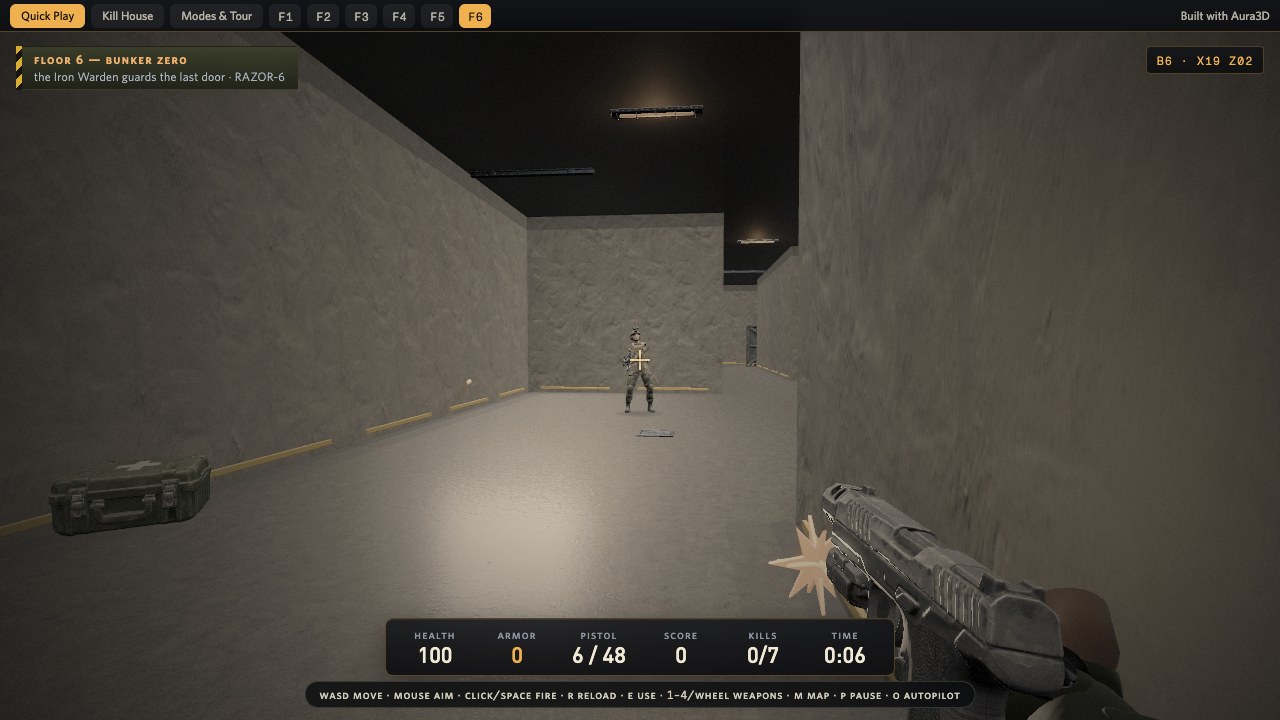 Quick Play Kill House Modes & Tour F1 F2 F3 F4 F5 F6 Built with Aura3D
FLOOR 6 — BUNKER ZERO
the Iron Warden guards the last door · RAZOR-6
B6 · X19 Z02
HEALTH ARMOR PISTOL SCORE KILLS TIME
100 0 6 / 48 0 0/7 0:06
WASD MOVE · MOUSE AIM · CLICK/SPACE FIRE · R RELOAD · E USE · 1–4/WHEEL WEAPONS · M MAP · P PAUSE · O AUTOPILOT